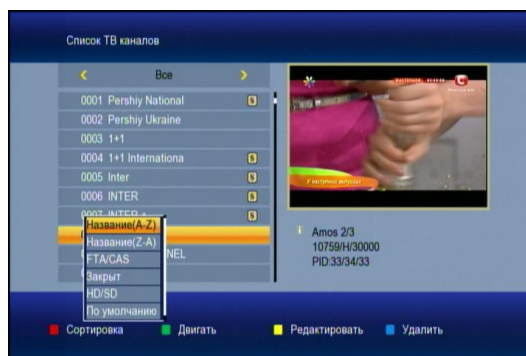 Список ТВ каналов
Все
0001 Pershiy National
0002 Pershiy Ukraine
0003 1+1
0004 1+1 Internationa
0005 Inter
0006 INTER
0007 INTER +
Название(A-Z)
Название(Z-A)
FTA/CAS
NEL
Закрыт
HD/SD
По умолчанию
Amos 2/3
10759/H/30000
PID:33/34/33
Сортировка
Двигать
Редактировать
Удалить